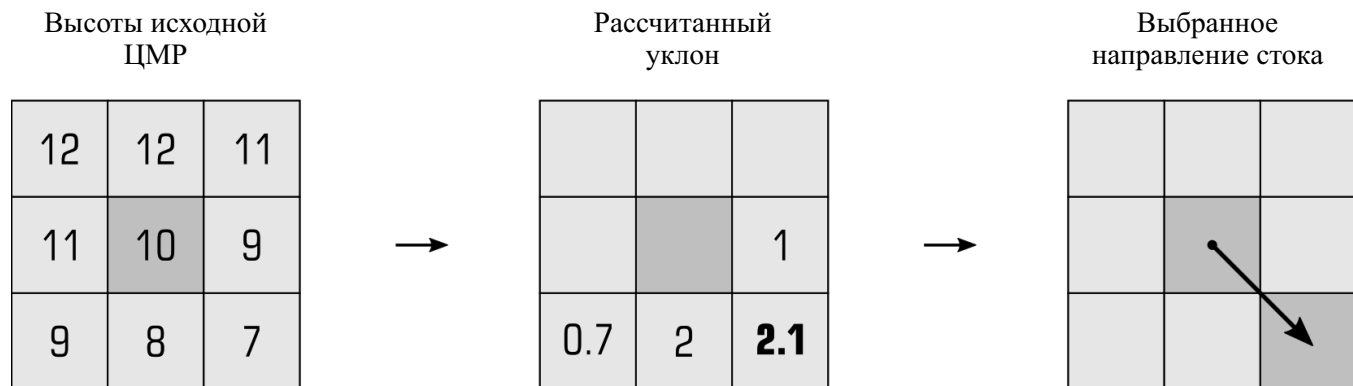 Высоты исходной
ЦМР
Рассчитанный
уклон
Выбранное
направление стока
12 12 11
11 10 9
1
9 8 7
0.7 2 2.1